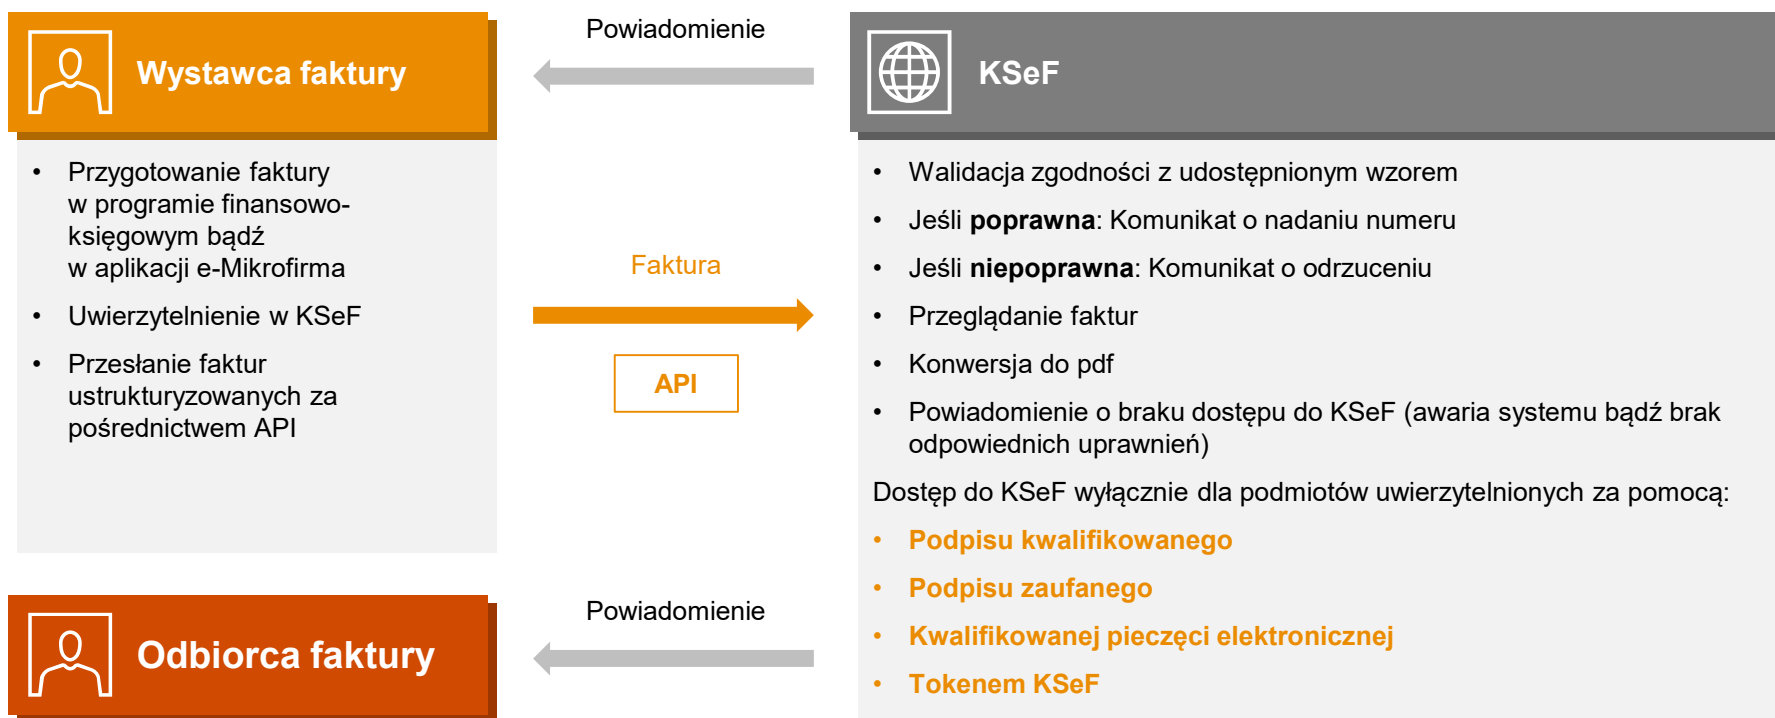 Wystawca faktury
• Przygotowanie faktury
w programie finansowo-
księgowym bądź
w aplikacji e-Mikrofirma
• Uwierzytelnienie w KSeF
• Przesłanie faktur
ustrukturyzowanych za
pośrednictwem API
Powiadomienie
Faktura
API
KSeF
• Walidacja zgodności z udostępnionym wzorem
• Jeśli poprawna: Komunikat o nadaniu numeru
• Jeśli niepoprawna: Komunikat o odrzuceniu
• Przeglądanie faktur
• Konwersja do pdf
• Powiadomienie o braku dostępu do KSeF (awaria systemu bądź brak
odpowiednich uprawnień)
Dostęp do KSeF wyłącznie dla podmiotów uwierzytelnionych za pomocą:
• Podpisu kwalifikowanego
• Podpisu zaufanego
• Kwalifikowanej pieczęci elektronicznej
• Tokenem KSeF
Odbiorca faktury
Powiadomienie